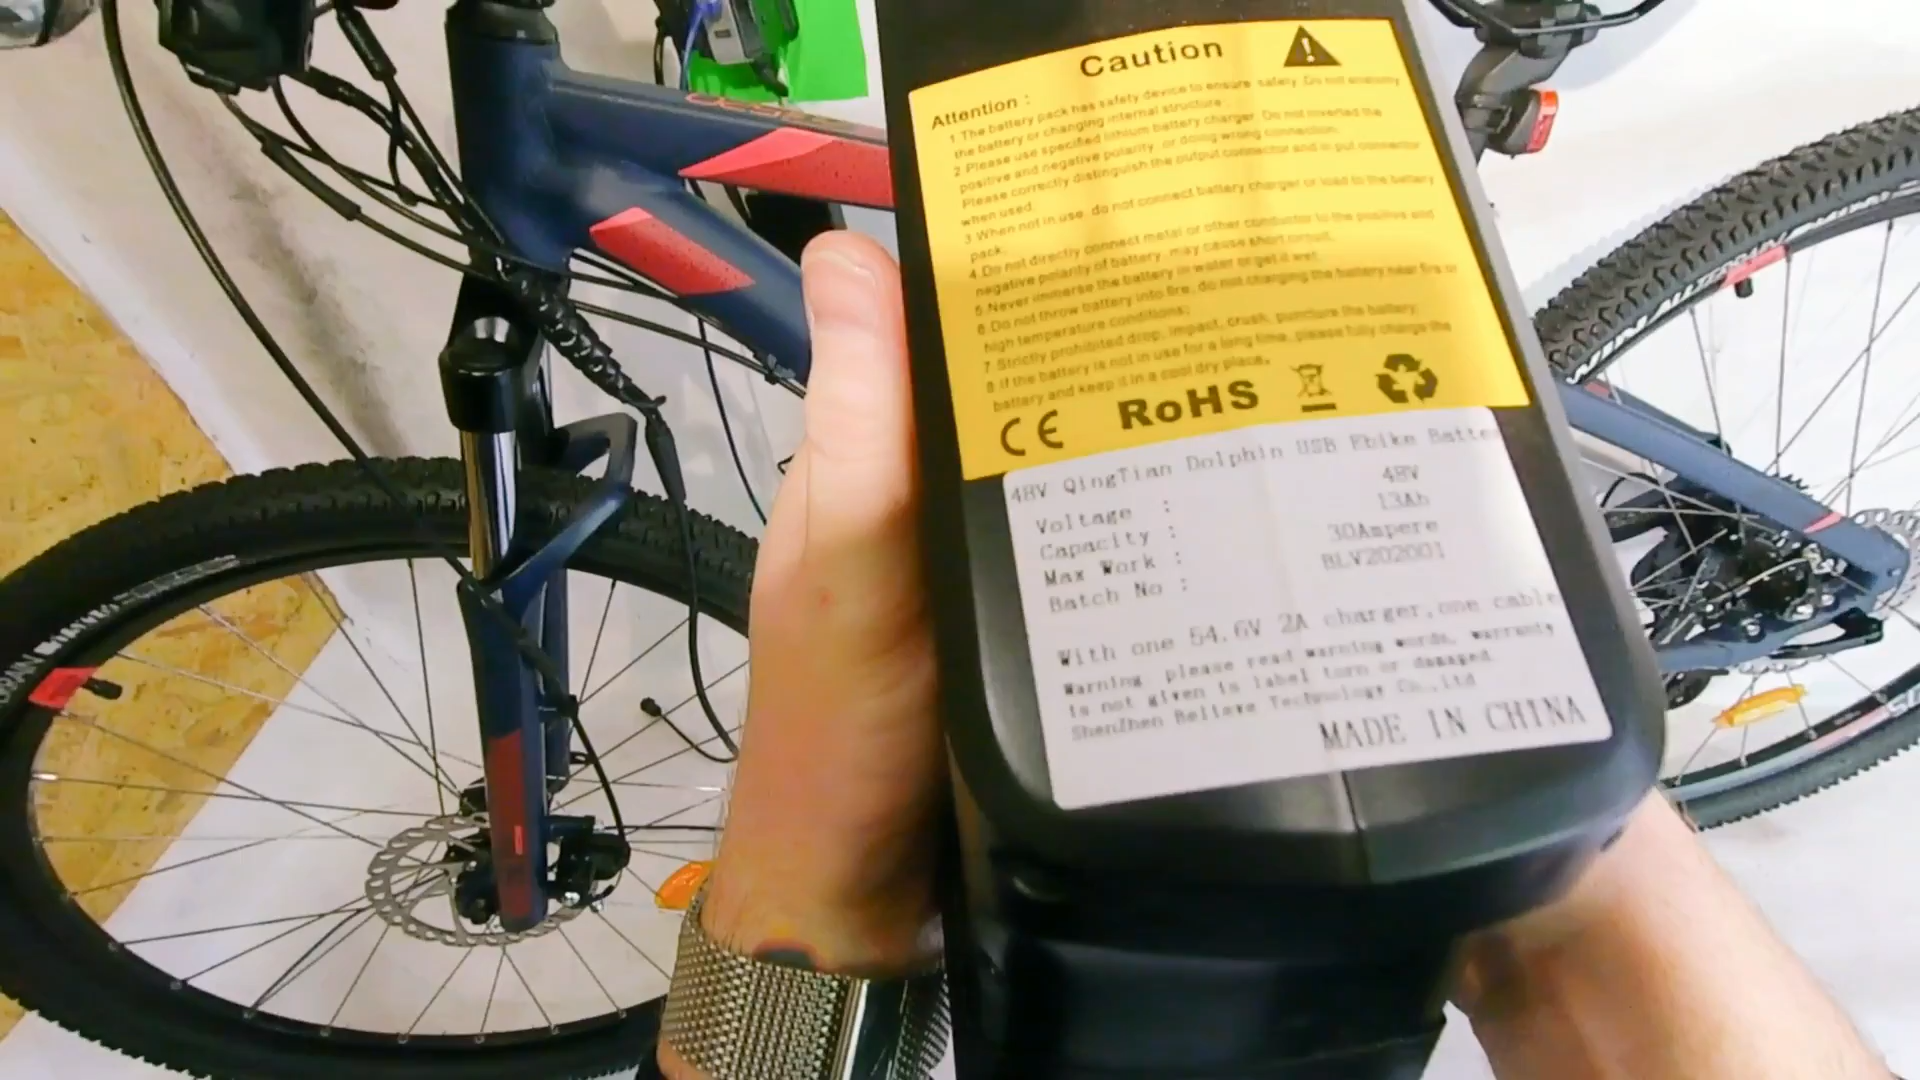 Caution
Attention :
1.The battery pack has safety device to ensure safety. Do not
the battery or changing internal structure
2.Please use specified lithium battery charger. Do not inverted the
positive and negative polarity or doing wrong connection.
Please correctly distinguish the output connector and in put connector
when used.
3 When not in use, do not connect battery charger or load to the battery
pack.
4.Do not directly connect metal or other conductor to the positive and
negative polarity of battery, may cause short circuit.
5.Never immerse the battery in water or get it wet.
6.Do not throw battery into fire, do not charging the battery near fire or
high temperature conditions;
7.Strictly prohibited drop, impact, crush, puncture the battery;
8.If the battery is not in use for a long time, please fully charge the
battery and keep it in a cool dry place.
CE RoHS
48V QingTian Dolphin USB Ebike
Voltage : 48V
Capacity : 13Ah
Max Work : 30Ampere
Batch No : BLV202001
With one 54.6V 2A charger,one cable
Warning please read warning words, warranty
is not given is label torn or damaged.
ShenZhen Believe Technology Co.,ltd
MADE IN CHINA